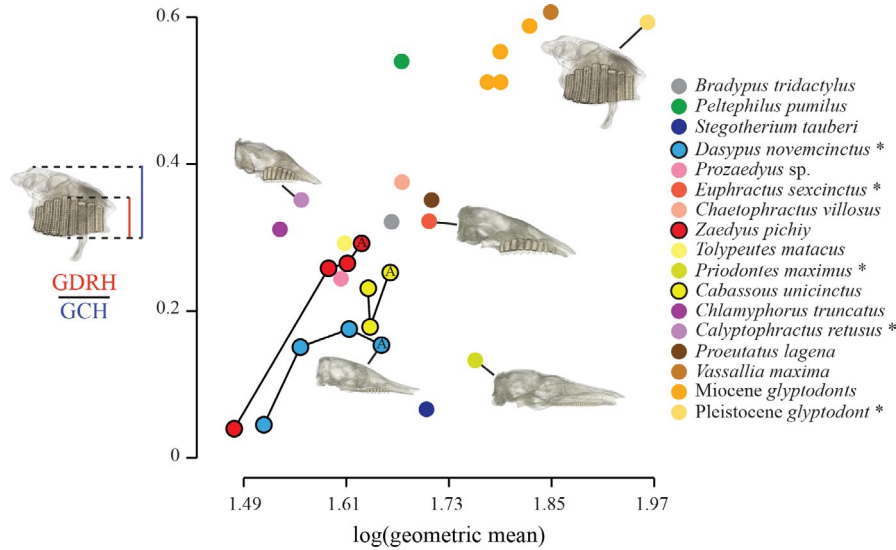 0.6
0.4
0.2
0
GDRH
GCH
A
A
A
1.49
1.61
1.73
1.85
1.97
log(geometric mean)
Bradypus tridactylus
Peltephilus pumilus
Stegotherium tauberi
Dasypus novemcinctus *
Prozaedyus sp.
Euphractus sexcinctus *
Chaetophractus villosus
Zaedyus pichiy
Tolypeutes matacus
Priodontes maximus *
Cabassous unicinctus
Chlamyphorus truncatus
Calyptophractus retusus *
Proeutatus lagena
Vassallia maxima
Miocene glyptodonts
Pleistocene glyptodont *